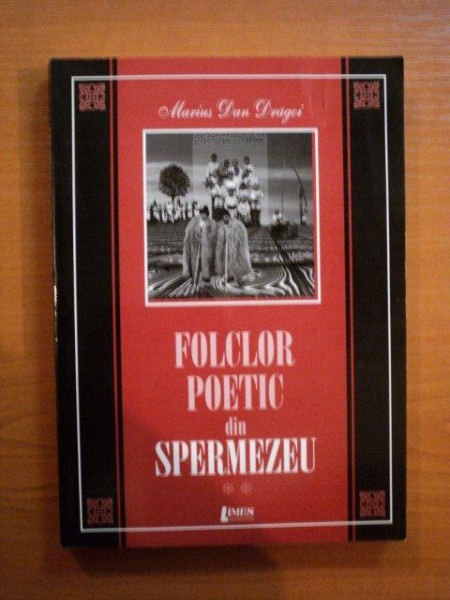 Marius Dan Drăgoi
FOLCLOR
POETIC
din
SPERMEZEU
LIMES